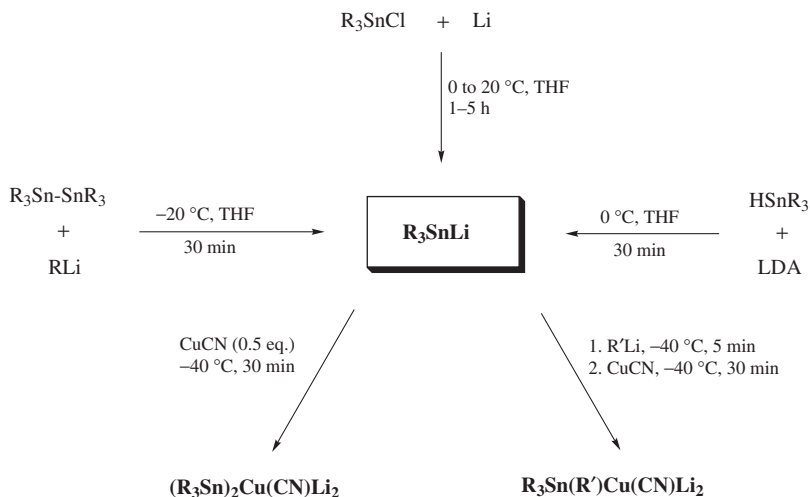 R₃SnCl + Li
0 to 20 °C, THF
1–5 h
R₃Sn-SnR₃
+
RLi
−20 °C, THF
30 min
R₃SnLi
0 °C, THF
30 min
HSnR₃
+
LDA
CuCN (0.5 eq.)
−40 °C, 30 min
1. R′Li, −40 °C, 5 min
2. CuCN, −40 °C, 30 min
(R₃Sn)₂Cu(CN)Li₂
R₃Sn(R′)Cu(CN)Li₂